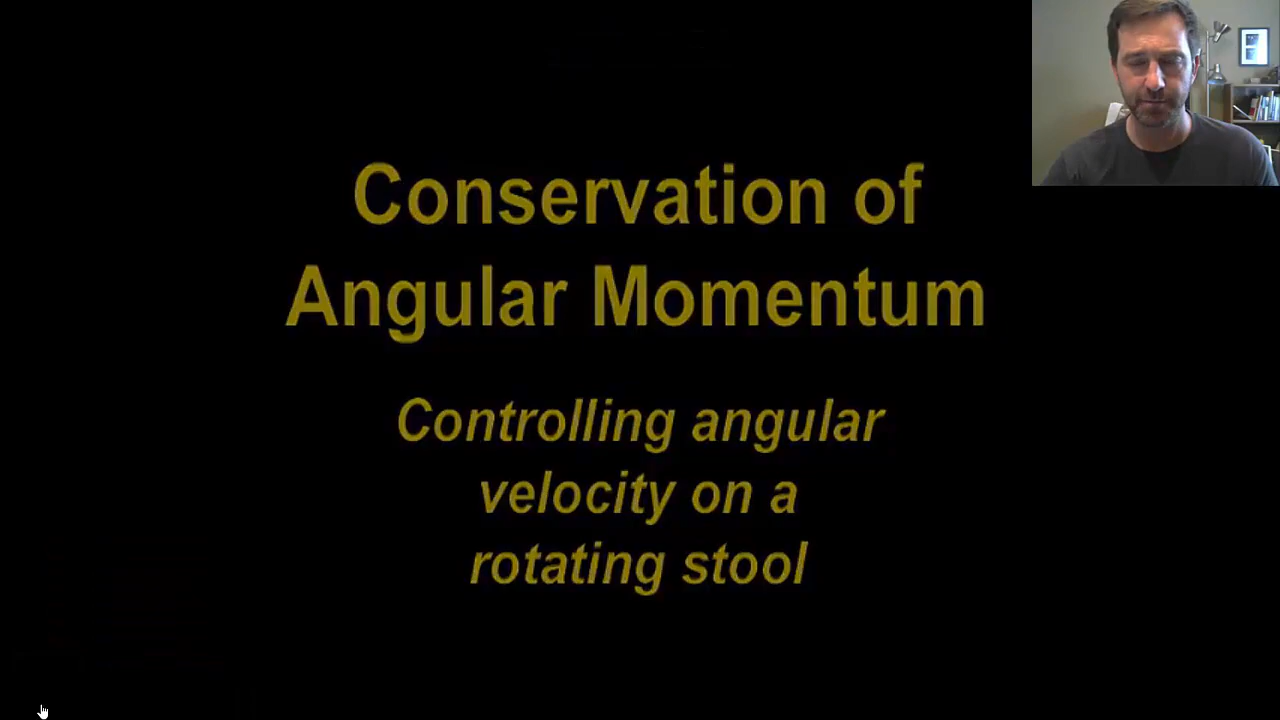 Conservation of
Angular Momentum
Controlling angular
velocity on a
rotating stool